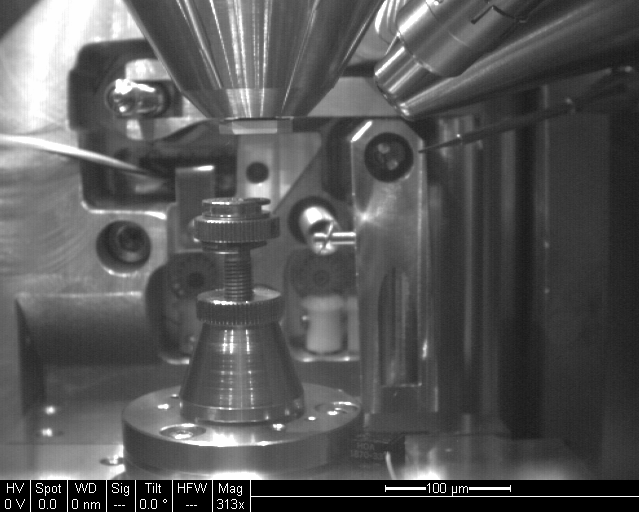 HV Spot WD Sig Tilt HFW Mag
0 V 0.0 0 nm --- 0.0 ° --- 313x
100 µm